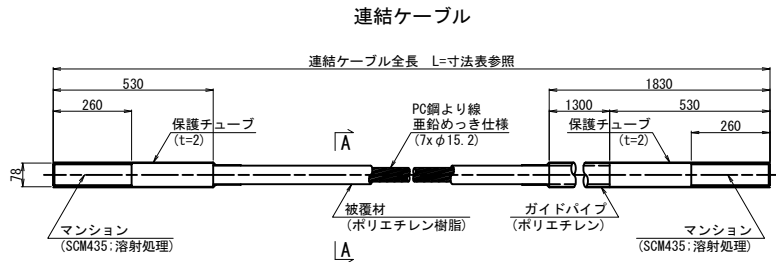 連結ケーブル
連結ケーブル全長 L=寸法表参照
530
1830
260
1300
530
260
保護チューブ
(t=2)
A
PC鋼より線
亜鉛めっき仕様
(7xφ15.2)
保護チューブ
(t=2)
78
マンション
(SCM435;溶射処理)
被覆材
(ポリエチレン樹脂)
ガイドパイプ
(ポリエチレン)
マンション
(SCM435;溶射処理)
A